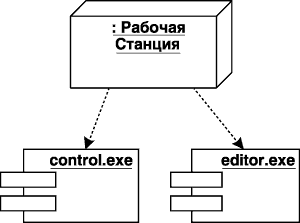 : Рабочая
Станция
control.exe
editor.exe